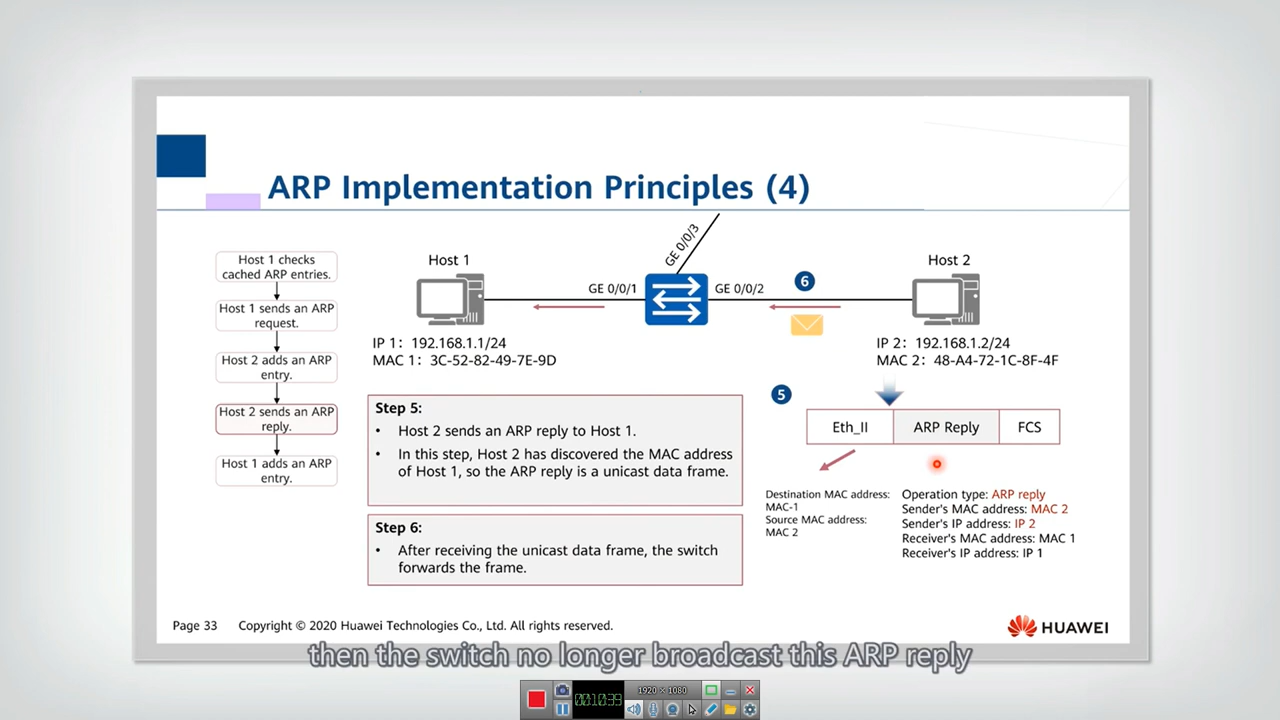 ARP Implementation Principles (4)
Host 1 checks
cached ARP entries.
Host 1 sends an ARP
request.
Host 2 adds an ARP
entry.
Host 2 sends an ARP
reply.
Host 1 adds an ARP
entry.
Host 1
GE 0/0/1
GE 0/0/3
GE 0/0/2
6
Host 2
IP 1: 192.168.1.1/24
MAC 1: 3C-52-82-49-7E-9D
IP 2: 192.168.1.2/24
MAC 2: 48-A4-72-1C-8F-4F
Step 5:
• Host 2 sends an ARP reply to Host 1.
• In this step, Host 2 has discovered the MAC address
of Host 1, so the ARP reply is a unicast data frame.
Step 6:
• After receiving the unicast data frame, the switch
forwards the frame.
5
Eth_II ARP Reply FCS
Destination MAC address:
MAC-1
Source MAC address:
MAC 2
Operation type: ARP reply
Sender's MAC address: MAC 2
Sender's IP address: IP 2
Receiver's MAC address: MAC 1
Receiver's IP address: IP 1
Page 33 Copyright © 2020 Huawei Technologies Co., Ltd. All rights reserved.
HUAWEI
then the switch no longer broadcast this ARP reply
00:10:39
1920 × 1080